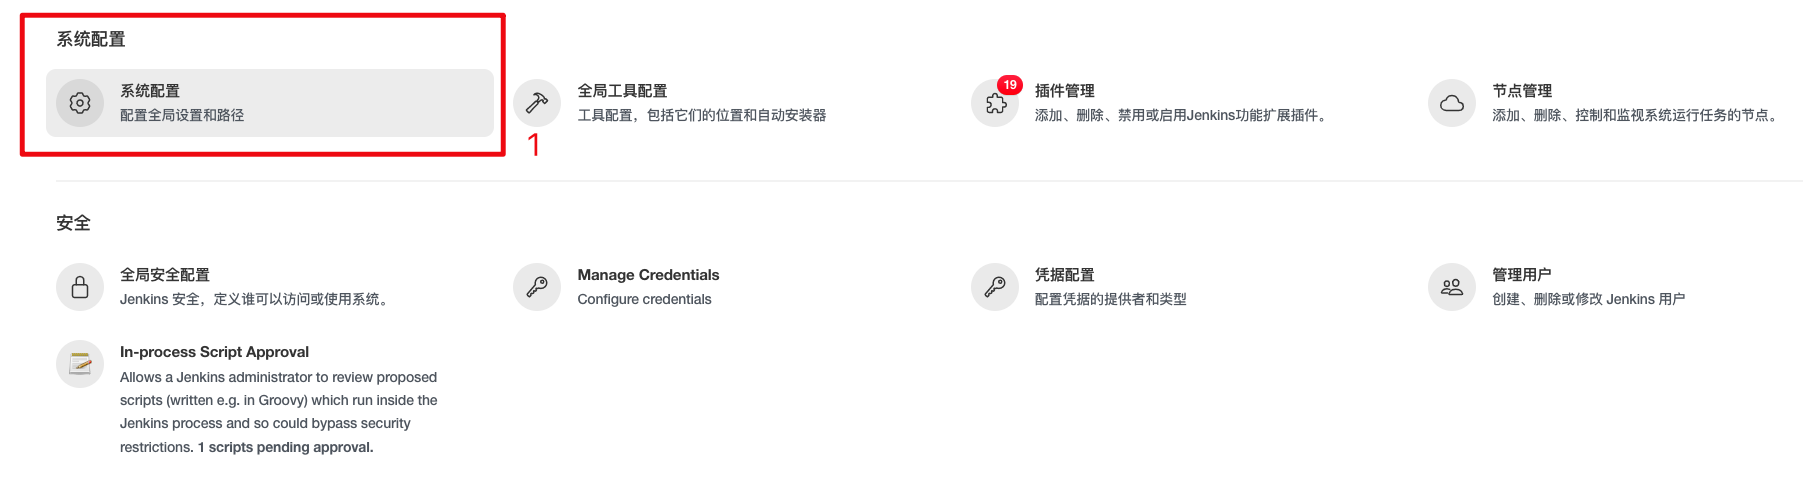 系统配置
系统配置
配置全局设置和路径
全局工具配置
工具配置，包括它们的位置和自动安装器
19
插件管理
添加、删除、禁用或启用Jenkins功能扩展插件。
节点管理
添加、删除、控制和监视系统运行任务的节点。
1
安全
全局安全配置
Jenkins 安全，定义谁可以访问或使用系统。
Manage Credentials
Configure credentials
凭据配置
配置凭据的提供者和类型
管理用户
创建、删除或修改 Jenkins 用户
In-process Script Approval
Allows a Jenkins administrator to review proposed
scripts (written e.g. in Groovy) which run inside the
Jenkins process and so could bypass security
restrictions. 1 scripts pending approval.